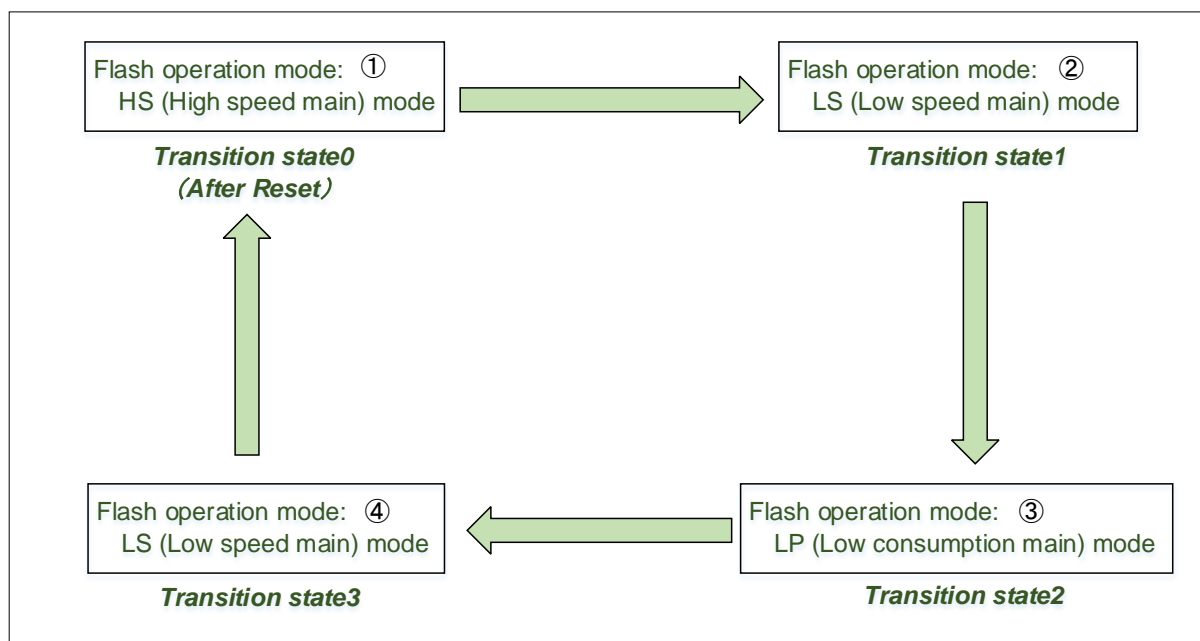 Flash operation mode: ①
HS (High speed main) mode
Transition state0
（After Reset）
Flash operation mode: ②
LS (Low speed main) mode
Transition state1
Flash operation mode: ④
LS (Low speed main) mode
Transition state3
Flash operation mode: ③
LP (Low consumption main) mode
Transition state2